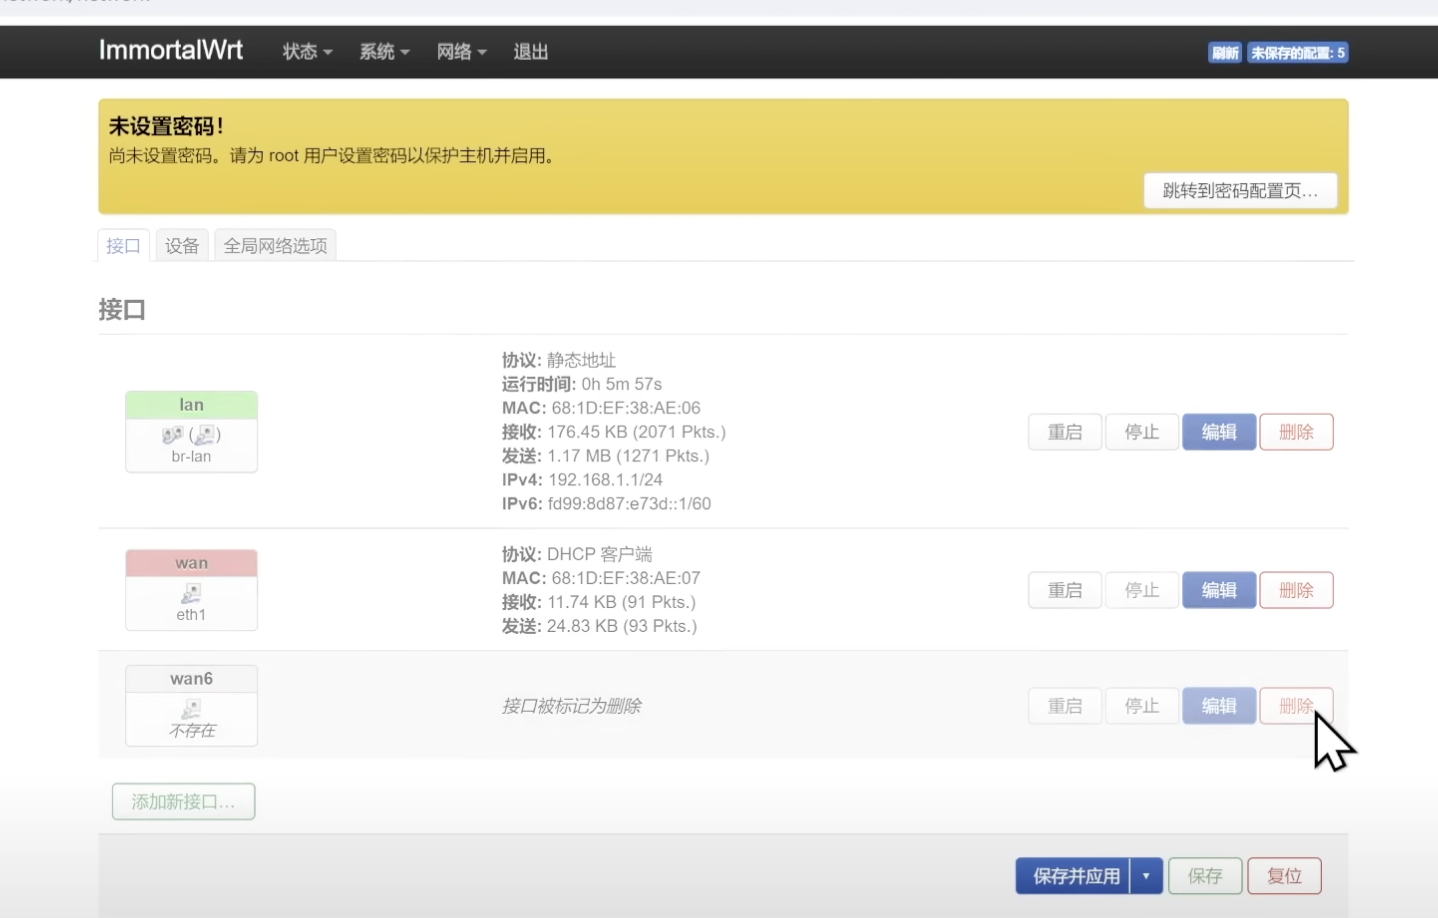 ImmortalWrt 状态 系统 网络 退出 刷新 未保存的配置: 5
未设置密码！
尚未设置密码。请为 root 用户设置密码以保护主机并启用。
跳转到密码配置页...
接口 设备 全局网络选项
接口
lan
br-lan
协议: 静态地址
运行时间: 0h 5m 57s
MAC: 68:1D:EF:38:AE:06
接收: 176.45 KB (2071 Pkts.)
发送: 1.17 MB (1271 Pkts.)
IPv4: 192.168.1.1/24
IPv6: fd99:8d87:e73d::1/60
重启 停止 编辑 删除
wan
eth1
协议: DHCP 客户端
MAC: 68:1D:EF:38:AE:07
接收: 11.74 KB (91 Pkts.)
发送: 24.83 KB (93 Pkts.)
重启 停止 编辑 删除
wan6
不存在
接口被标记为删除
重启 停止 编辑 删除
添加新接口...
保存并应用 保存 复位